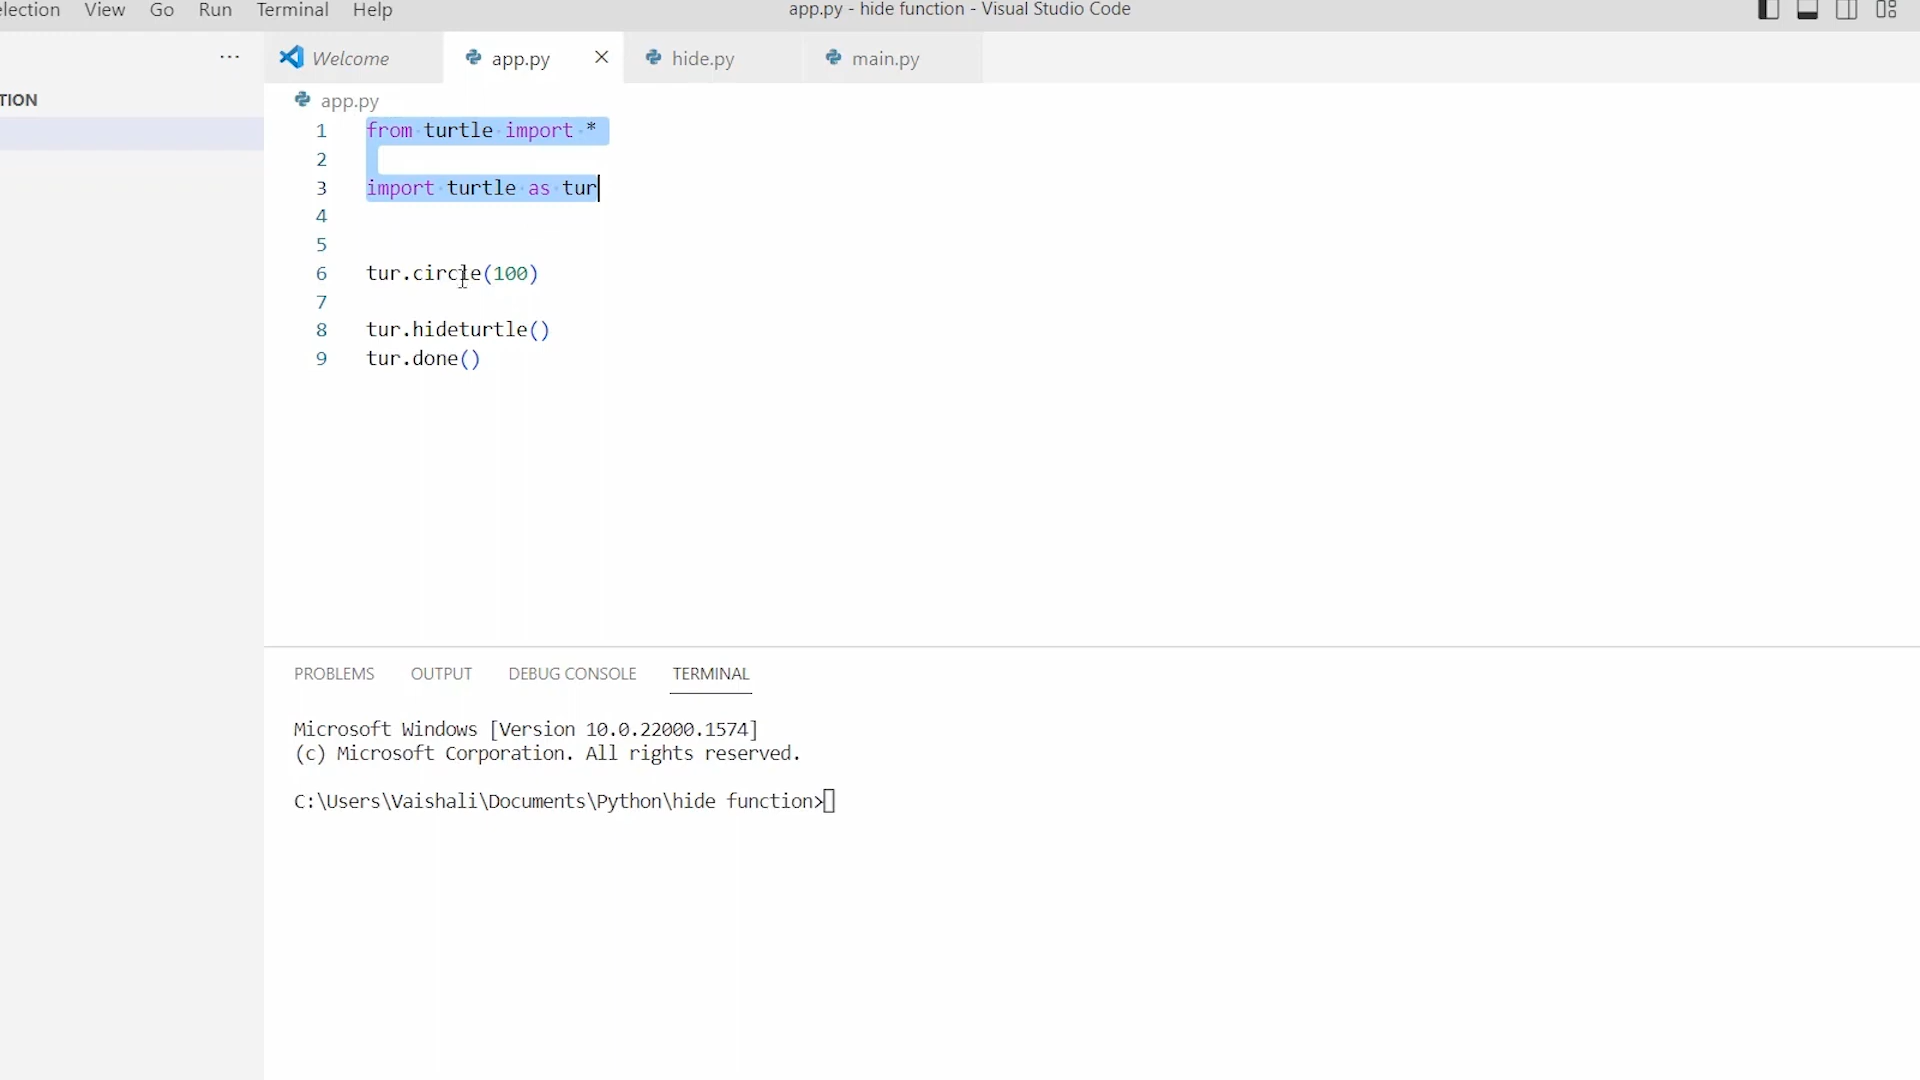 election View Go Run Terminal Help
app.py - hide function - Visual Studio Code
...
Welcome
app.py
hide.py
main.py
TION
app.py
1 from turtle import *
2
3 import turtle as tur
4
5
6 tur.circle(100)
7
8 tur.hideturtle()
9 tur.done()
PROBLEMS OUTPUT DEBUG CONSOLE TERMINAL
Microsoft Windows [Version 10.0.22000.1574]
(c) Microsoft Corporation. All rights reserved.
C:\Users\Vaishali\Documents\Python\hide function>